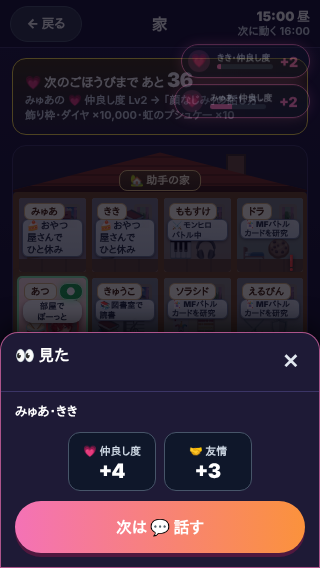 ← 戻る
家
15:00 昼
次に動く 16:00
きき・仲良し度
+2
💗 次のごほうびまで あと 36
みゅあの 💗 仲良し度 Lv2 →
飾り枠・ダイヤ ×10,000・虹のブシュケー ×10
みゅあ・仲良し度
+2
🏡 助手の家
みゅあ
🍰 おやつ
屋さんで
ひと休み
きき
🍰 おやつ
屋さんで
ひと休み
ももすけ
モンヒロ
バトル中
ドラ
MFバトル
カードを研究
あつ
部屋で
ぼーっと
きゅうこ
📚 図書室で
読書
ソラシド
MFバトル
カードを研究
えるぴん
MFバトル
カードを研究
👀 見た
×
みゅあ・きき
💗 仲良し度
+4
🤝 友情
+3
次は 💬 話す